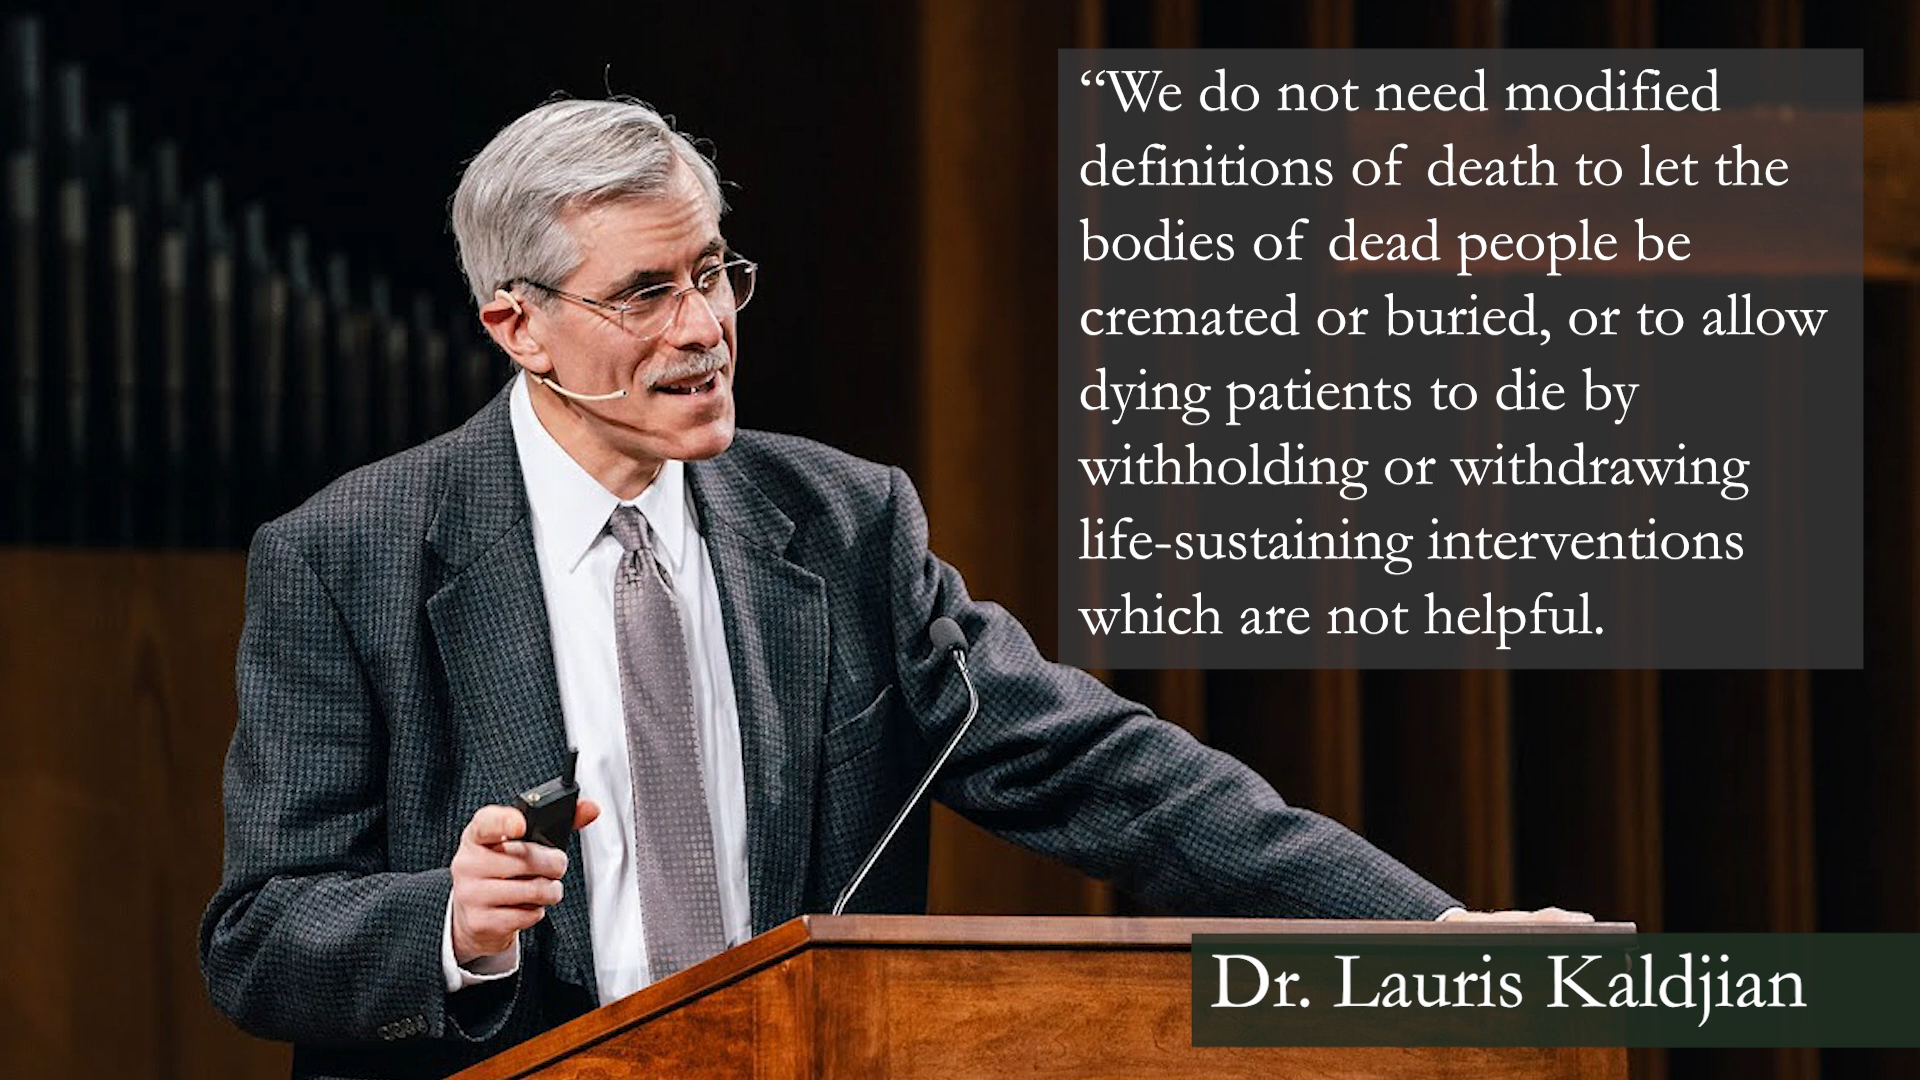 “We do not need modified
definitions of death to let the
bodies of dead people be
cremated or buried, or to allow
dying patients to die by
withholding or withdrawing
life-sustaining interventions
which are not helpful.
Dr. Lauris Kaldjian